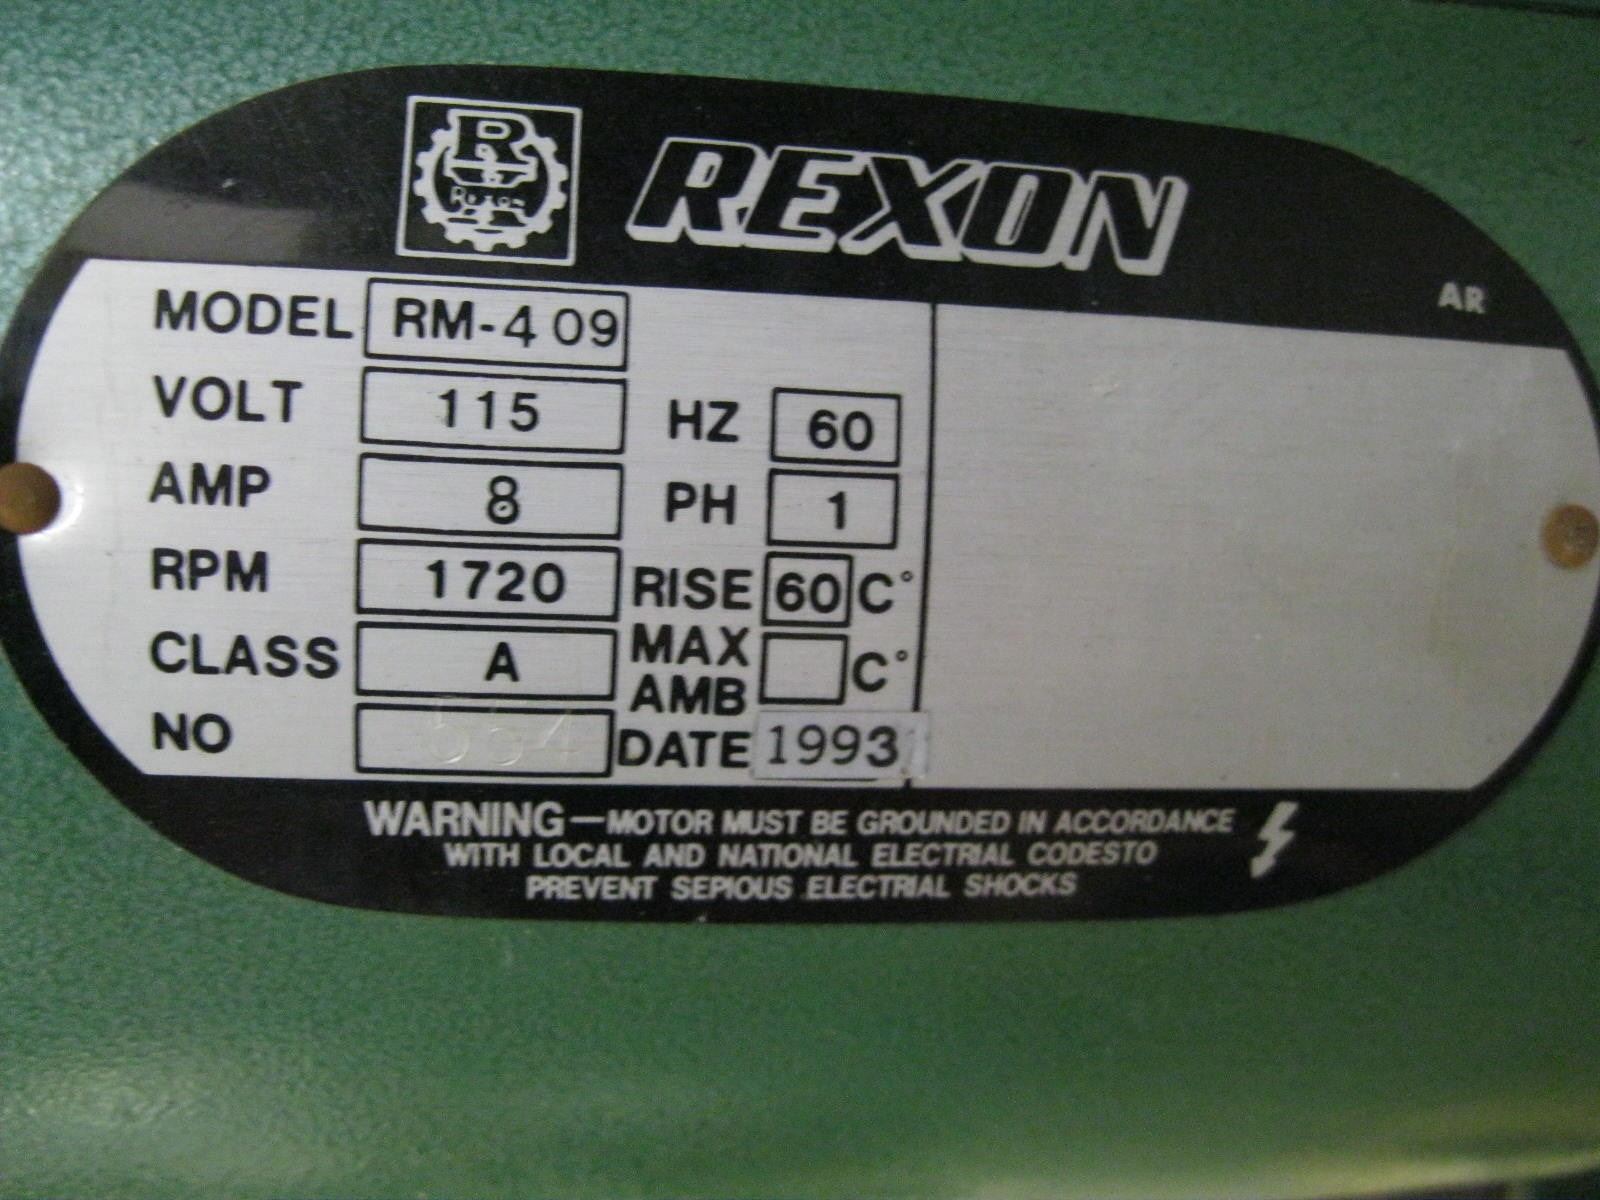 R
REXON
REXON
AR
MODEL RM-409
VOLT 115 HZ 60
AMP 8 PH 1
RPM 1720 RISE 60 C°
CLASS A MAX AMB C°
NO 554 DATE 1993
WARNING—MOTOR MUST BE GROUNDED IN ACCORDANCE
WITH LOCAL AND NATIONAL ELECTRIAL CODESTO
PREVENT SEPIOUS ELECTRIAL SHOCKS